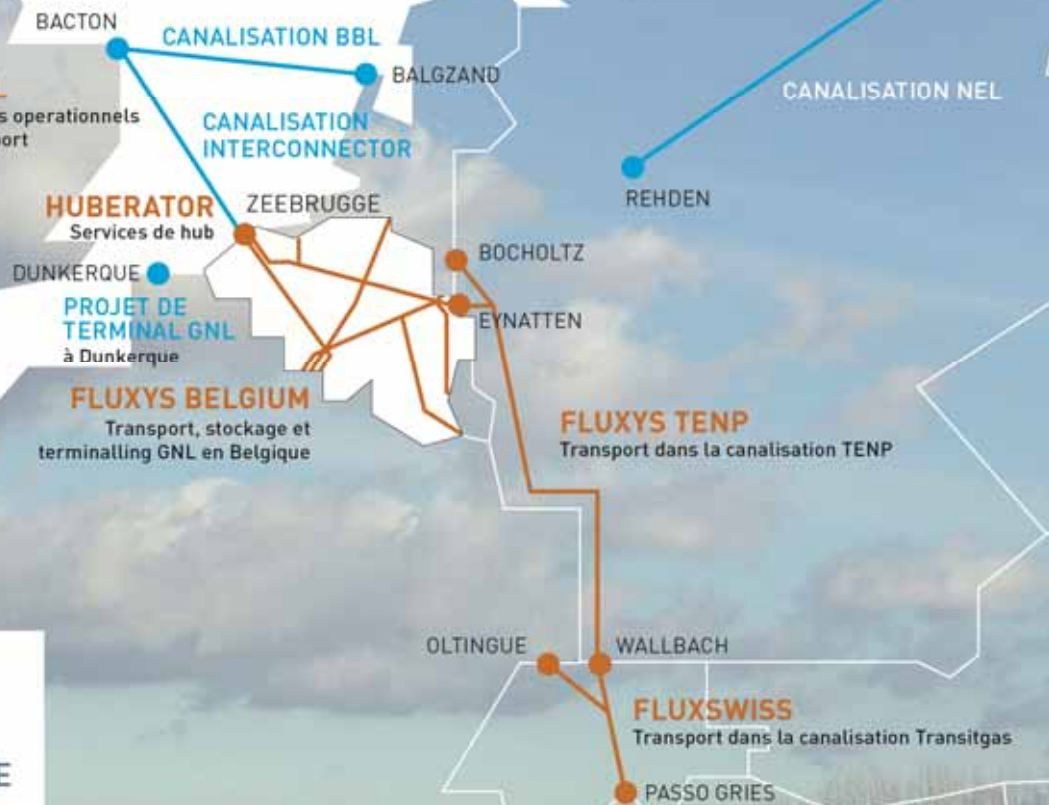 BACTON
CANALISATION BBL
BALGZAND
CANALISATION NEL
s operationnels
ort
CANALISATION
INTERCONNECTOR
REHDEN
HUBERATOR
Services de hub
ZEEBRUGGE
BOCHOLTZ
DUNKERQUE
PROJET DE
TERMINAL GNL
à Dunkerque
EYNATTEN
FLUXYS BELGIUM
Transport, stockage et
terminalling GNL en Belgique
FLUXYS TENP
Transport dans la canalisation TENP
OLTINGUE
WALLBACH
FLUXSWISS
Transport dans la canalisation Transitgas
E
PASSO GRIES